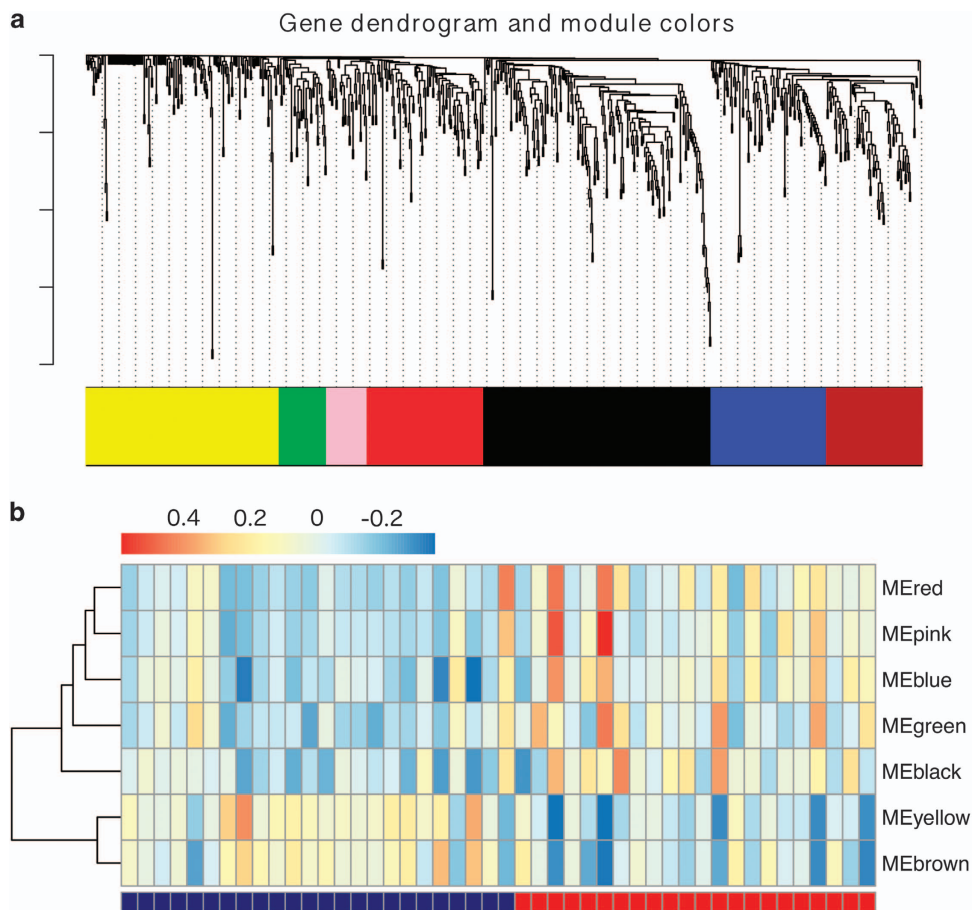 a
Gene dendrogram and module colors
b
0.4 0.2 0 -0.2
MEred
MEpink
MEblue
MEgreen
MEblack
MEyellow
MEbrown